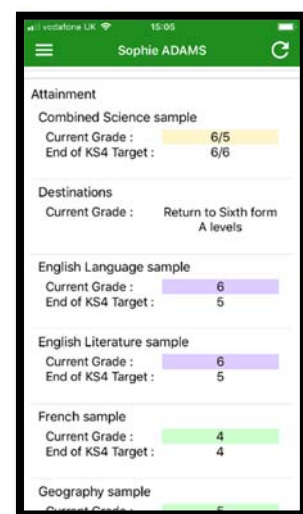 vodafone UK 15:05
Sophie ADAMS
Attainment
Combined Science sample
Current Grade : 6/5
End of KS4 Target : 6/6
Destinations
Current Grade : Return to Sixth form
A levels
English Language sample
Current Grade : 6
End of KS4 Target : 5
English Literature sample
Current Grade : 6
End of KS4 Target : 5
French sample
Current Grade : 4
End of KS4 Target : 4
Geography sample
Current Grade : 5